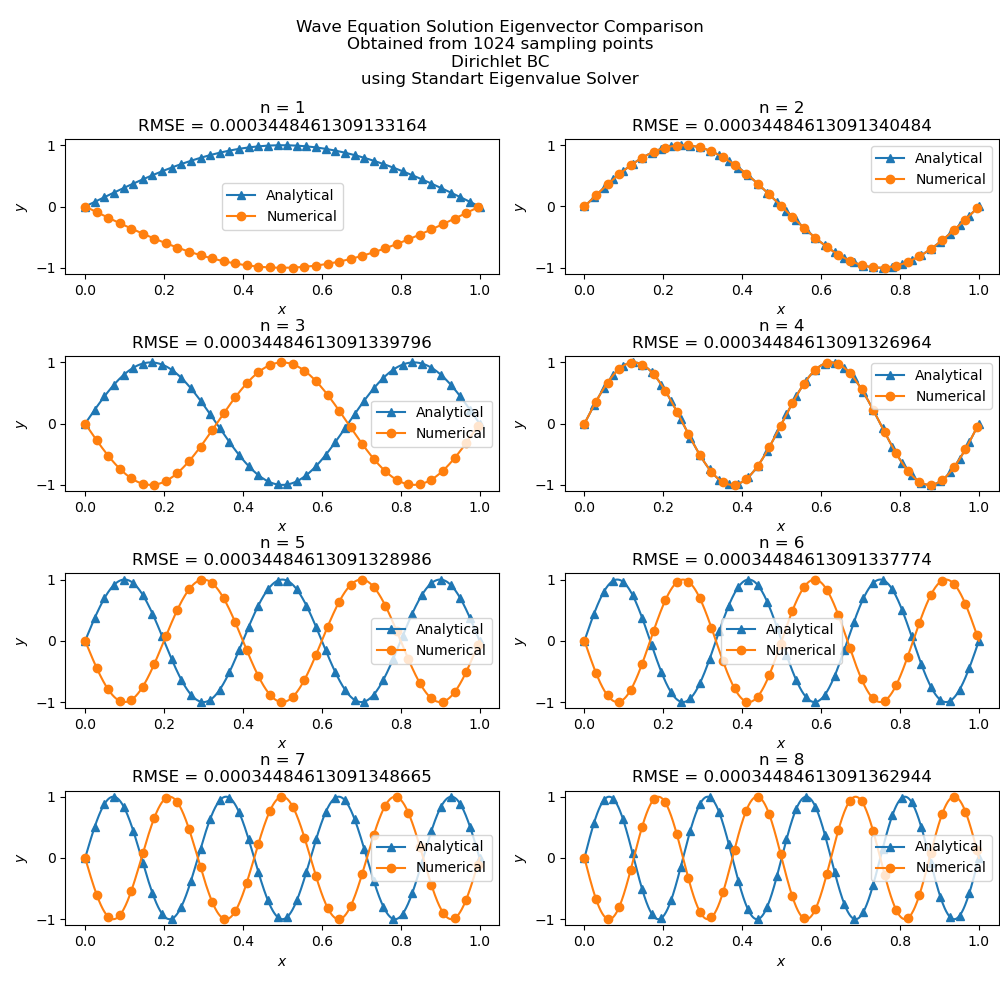 Wave Equation Solution Eigenvector Comparison
Obtained from 1024 sampling points
Dirichlet BC
using Standart Eigenvalue Solver
n = 1
RMSE = 0.0003448461309133164
1
0
−1
y
Analytical
Numerical
0.0 0.2 0.4 0.6 0.8 1.0
x
n = 2
RMSE = 0.00034484613091340484
1
0
−1
y
Analytical
Numerical
0.0 0.2 0.4 0.6 0.8 1.0
x
n = 3
RMSE = 0.00034484613091339796
1
0
−1
y
Analytical
Numerical
0.0 0.2 0.4 0.6 0.8 1.0
x
n = 4
RMSE = 0.00034484613091326964
1
0
−1
y
Analytical
Numerical
0.0 0.2 0.4 0.6 0.8 1.0
x
n = 5
RMSE = 0.00034484613091328986
1
0
−1
y
Analytical
Numerical
0.0 0.2 0.4 0.6 0.8 1.0
x
n = 6
RMSE = 0.00034484613091337774
1
0
−1
y
Analytical
Numerical
0.0 0.2 0.4 0.6 0.8 1.0
x
n = 7
RMSE = 0.00034484613091348665
1
0
−1
y
Analytical
Numerical
0.0 0.2 0.4 0.6 0.8 1.0
x
n = 8
RMSE = 0.00034484613091362944
1
0
−1
y
Analytical
Numerical
0.0 0.2 0.4 0.6 0.8 1.0
x